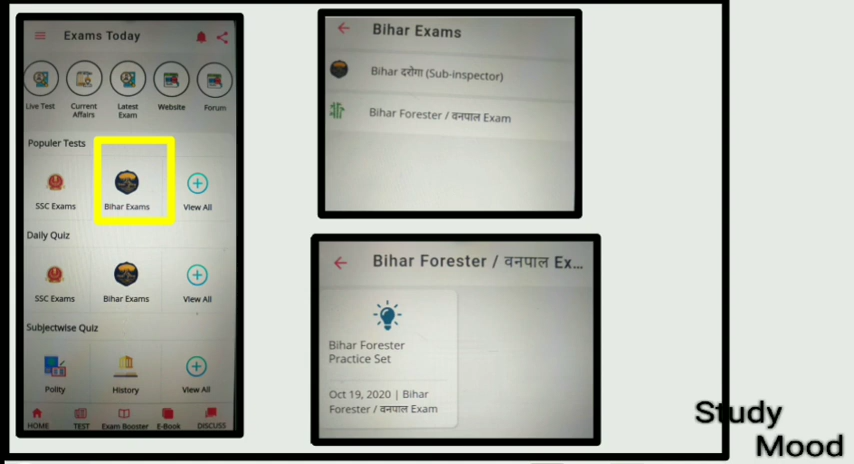 Exams Today
Live Test Current Affairs Latest Exam Website Forum
Populer Tests
SSC Exams Bihar Exams View All
Daily Quiz
SSC Exams Bihar Exams View All
Subjectwise Quiz
Polity History View All
HOME TEST Exam Booster E-Book DISCUSS
Bihar Exams
Bihar दरोगा (Sub-inspector)
Bihar Forester / वनपाल Exam
Bihar Forester / वनपाल Ex...
Bihar Forester
Practice Set
Oct 19, 2020 | Bihar
Forester / वनपाल Exam
Study
Mood